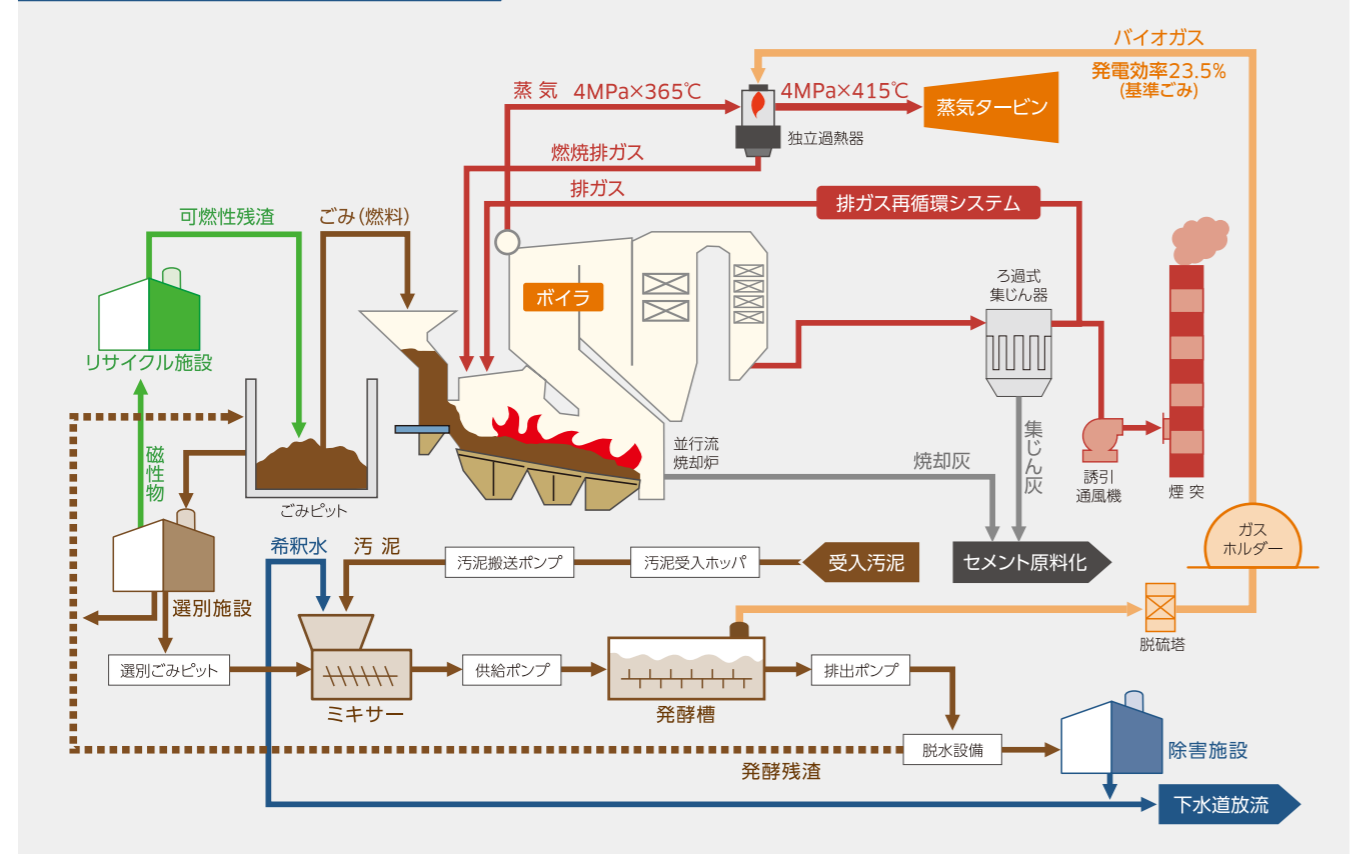 バイオガス
発電効率23.5%
(基準ごみ)
蒸 気 4MPa×365℃
4MPa×415℃
蒸気タービン
独立過熱器
燃焼排ガス
排ガス
排ガス再循環システム
可燃性残渣
ごみ(燃料)
ボイラ
ろ過式
集じん器
リサイクル施設
磁性物
ごみピット
並行流
焼却炉
焼却灰
集じん灰
誘引
通風機
煙 突
ガス
ホルダー
希釈水
汚 泥
汚泥搬送ポンプ
汚泥受入ホッパ
受入汚泥
セメント原料化
選別施設
脱硫塔
選別ごみピット
供給ポンプ
排出ポンプ
ミキサー
発酵槽
脱水設備
除害施設
発酵残渣
下水道放流